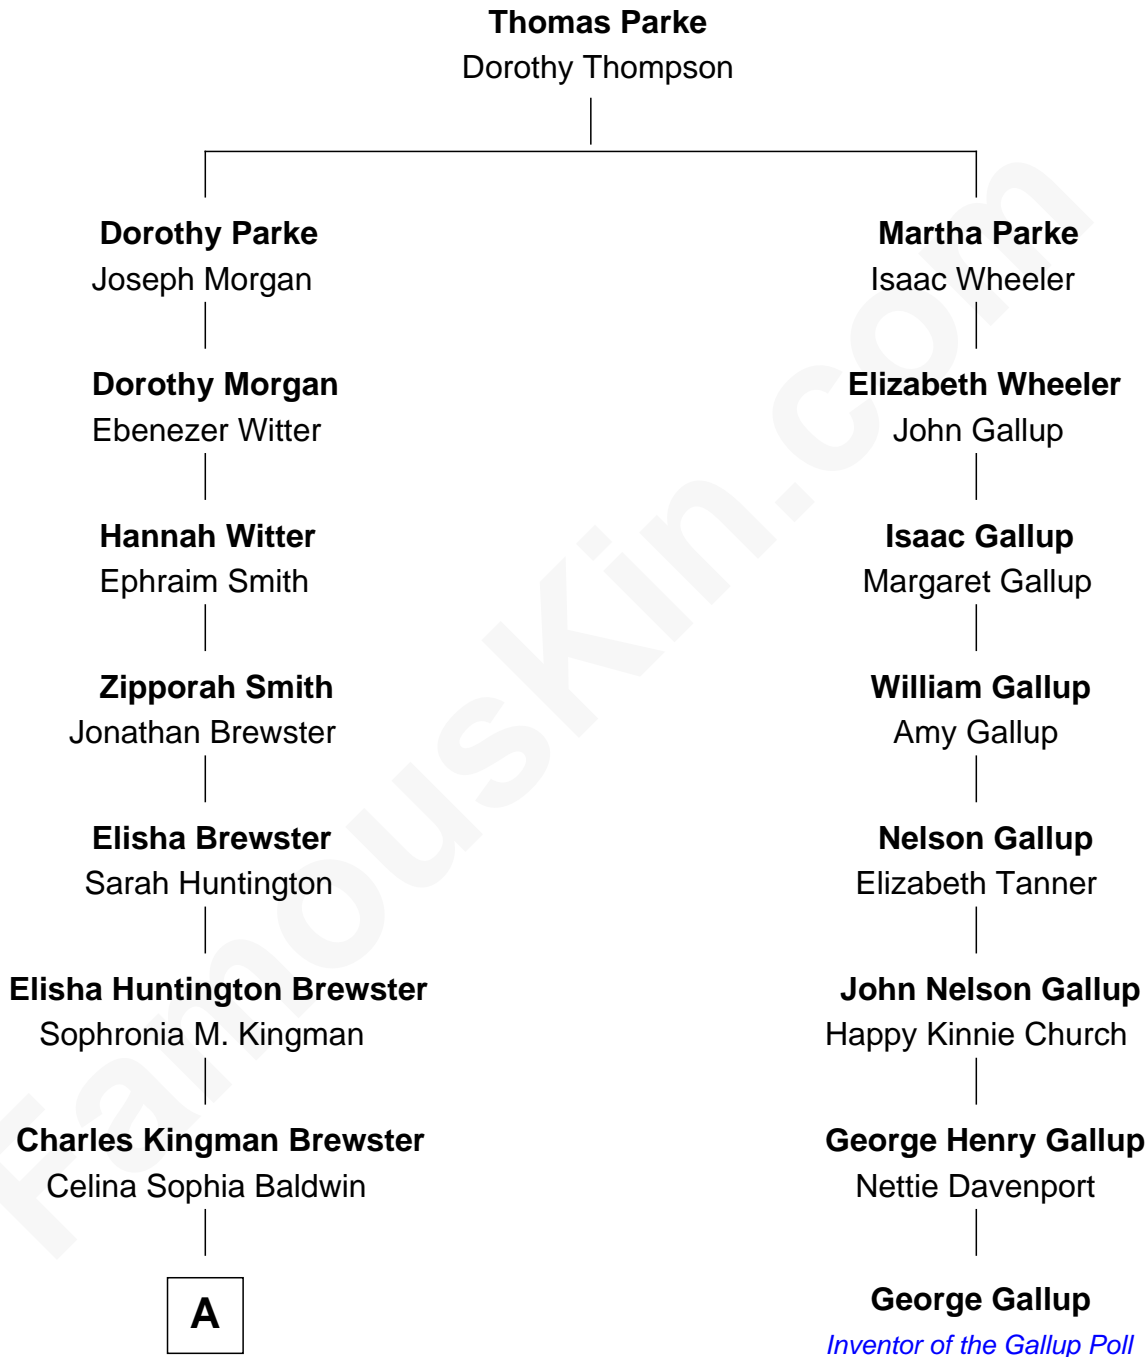 Thomas Parke
Dorothy Thompson
Dorothy Parke
Joseph Morgan
Martha Parke
Isaac Wheeler
Dorothy Morgan
Ebenezer Witter
Elizabeth Wheeler
John Gallup
Hannah Witter
Ephraim Smith
Isaac Gallup
Margaret Gallup
Zipporah Smith
Jonathan Brewster
William Gallup
Amy Gallup
Elisha Brewster
Sarah Huntington
Nelson Gallup
Elizabeth Tanner
Elisha Huntington Brewster
Sophronia M. Kingman
John Nelson Gallup
Happy Kinnie Church
Charles Kingman Brewster
Celina Sophia Baldwin
George Henry Gallup
Nettie Davenport
A
George Gallup
Inventor of the Gallup Poll
FamousKin.com